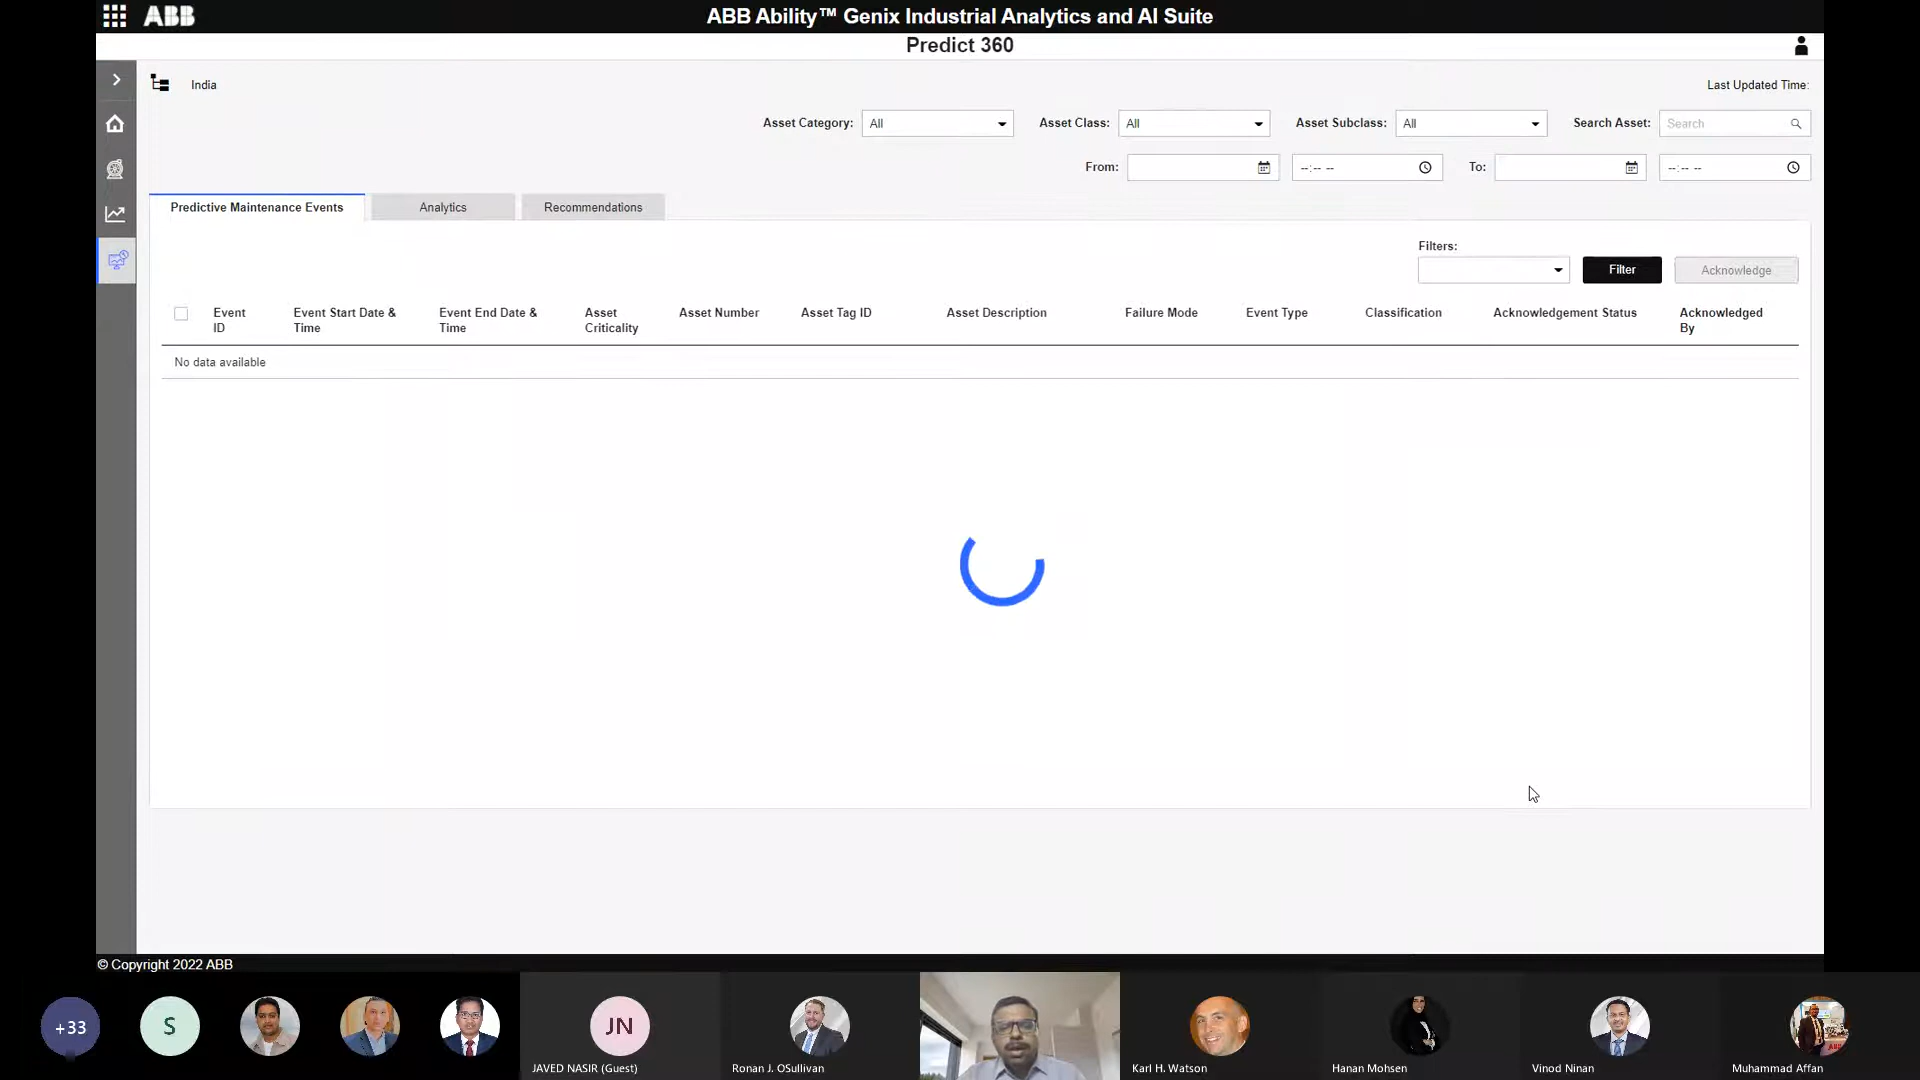 ABB
ABB Ability™ Genix Industrial Analytics and AI Suite
Predict 360
India
Last Updated Time:
Asset Category: All Asset Class: All Asset Subclass: All Search Asset: Search
From: --:-- -- To: --:-- --
Predictive Maintenance Events Analytics Recommendations
Filters:
Filter Acknowledge
Event ID Event Start Date & Time Event End Date & Time Asset Criticality Asset Number Asset Tag ID Asset Description Failure Mode Event Type Classification Acknowledgement Status Acknowledged By
No data available
© Copyright 2022 ABB
+33 S JN
JAVED NASIR (Guest) Ronan J. OSullivan Karl H. Watson Hanan Mohsen Vinod Ninan Muhammad Affan